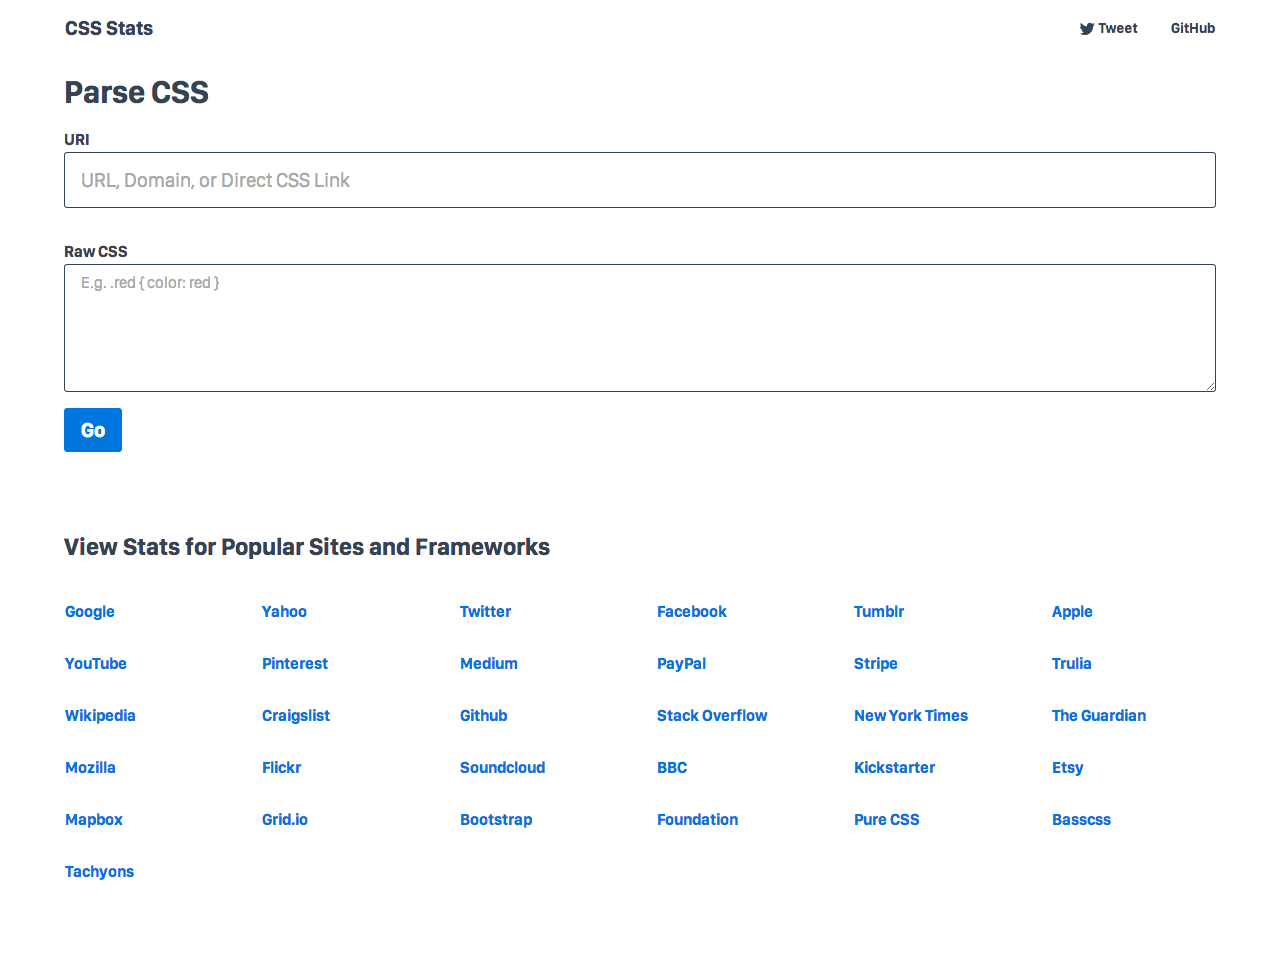 CSS Stats Tweet GitHub
Parse CSS
URI
URL, Domain, or Direct CSS Link
Raw CSS
E.g. .red { color: red }
Go
View Stats for Popular Sites and Frameworks
Google Yahoo Twitter Facebook Tumblr Apple
YouTube Pinterest Medium PayPal Stripe Trulia
Wikipedia Craigslist Github Stack Overflow New York Times The Guardian
Mozilla Flickr Soundcloud BBC Kickstarter Etsy
Mapbox Grid.io Bootstrap Foundation Pure CSS Basscss
Tachyons